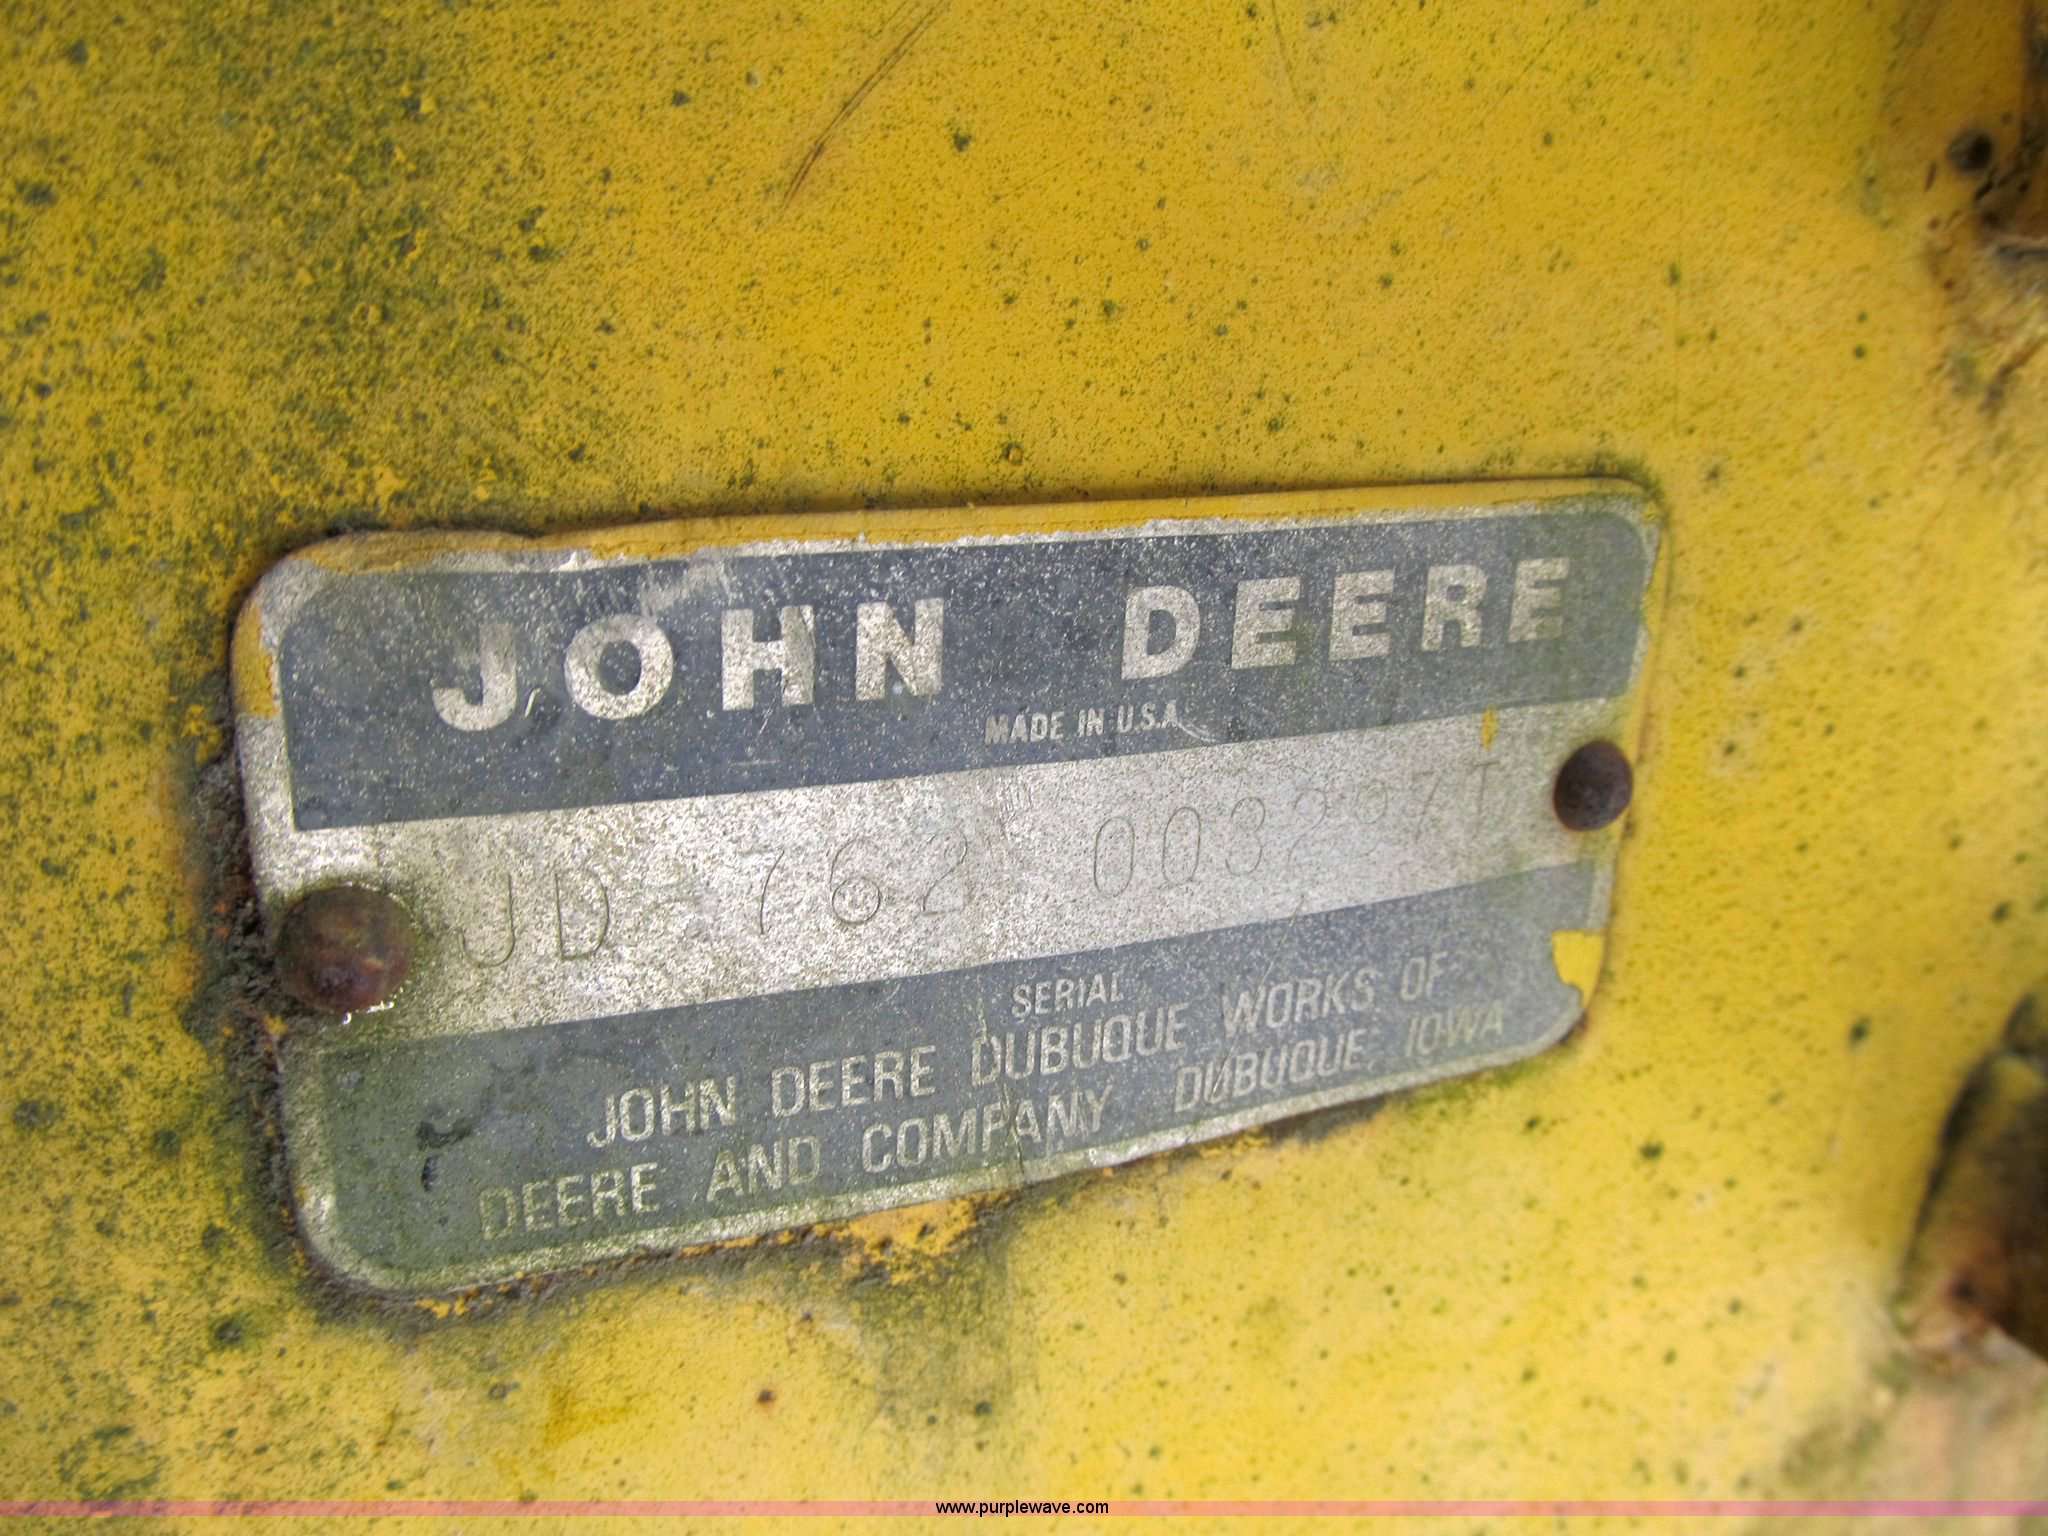 JOHN DEERE
MADE IN U.S.A.
JD-762 003207T
SERIAL
JOHN DEERE DUBUQUE WORKS OF
DEERE AND COMPANY DUBUQUE, IOWA
www.purplewave.com